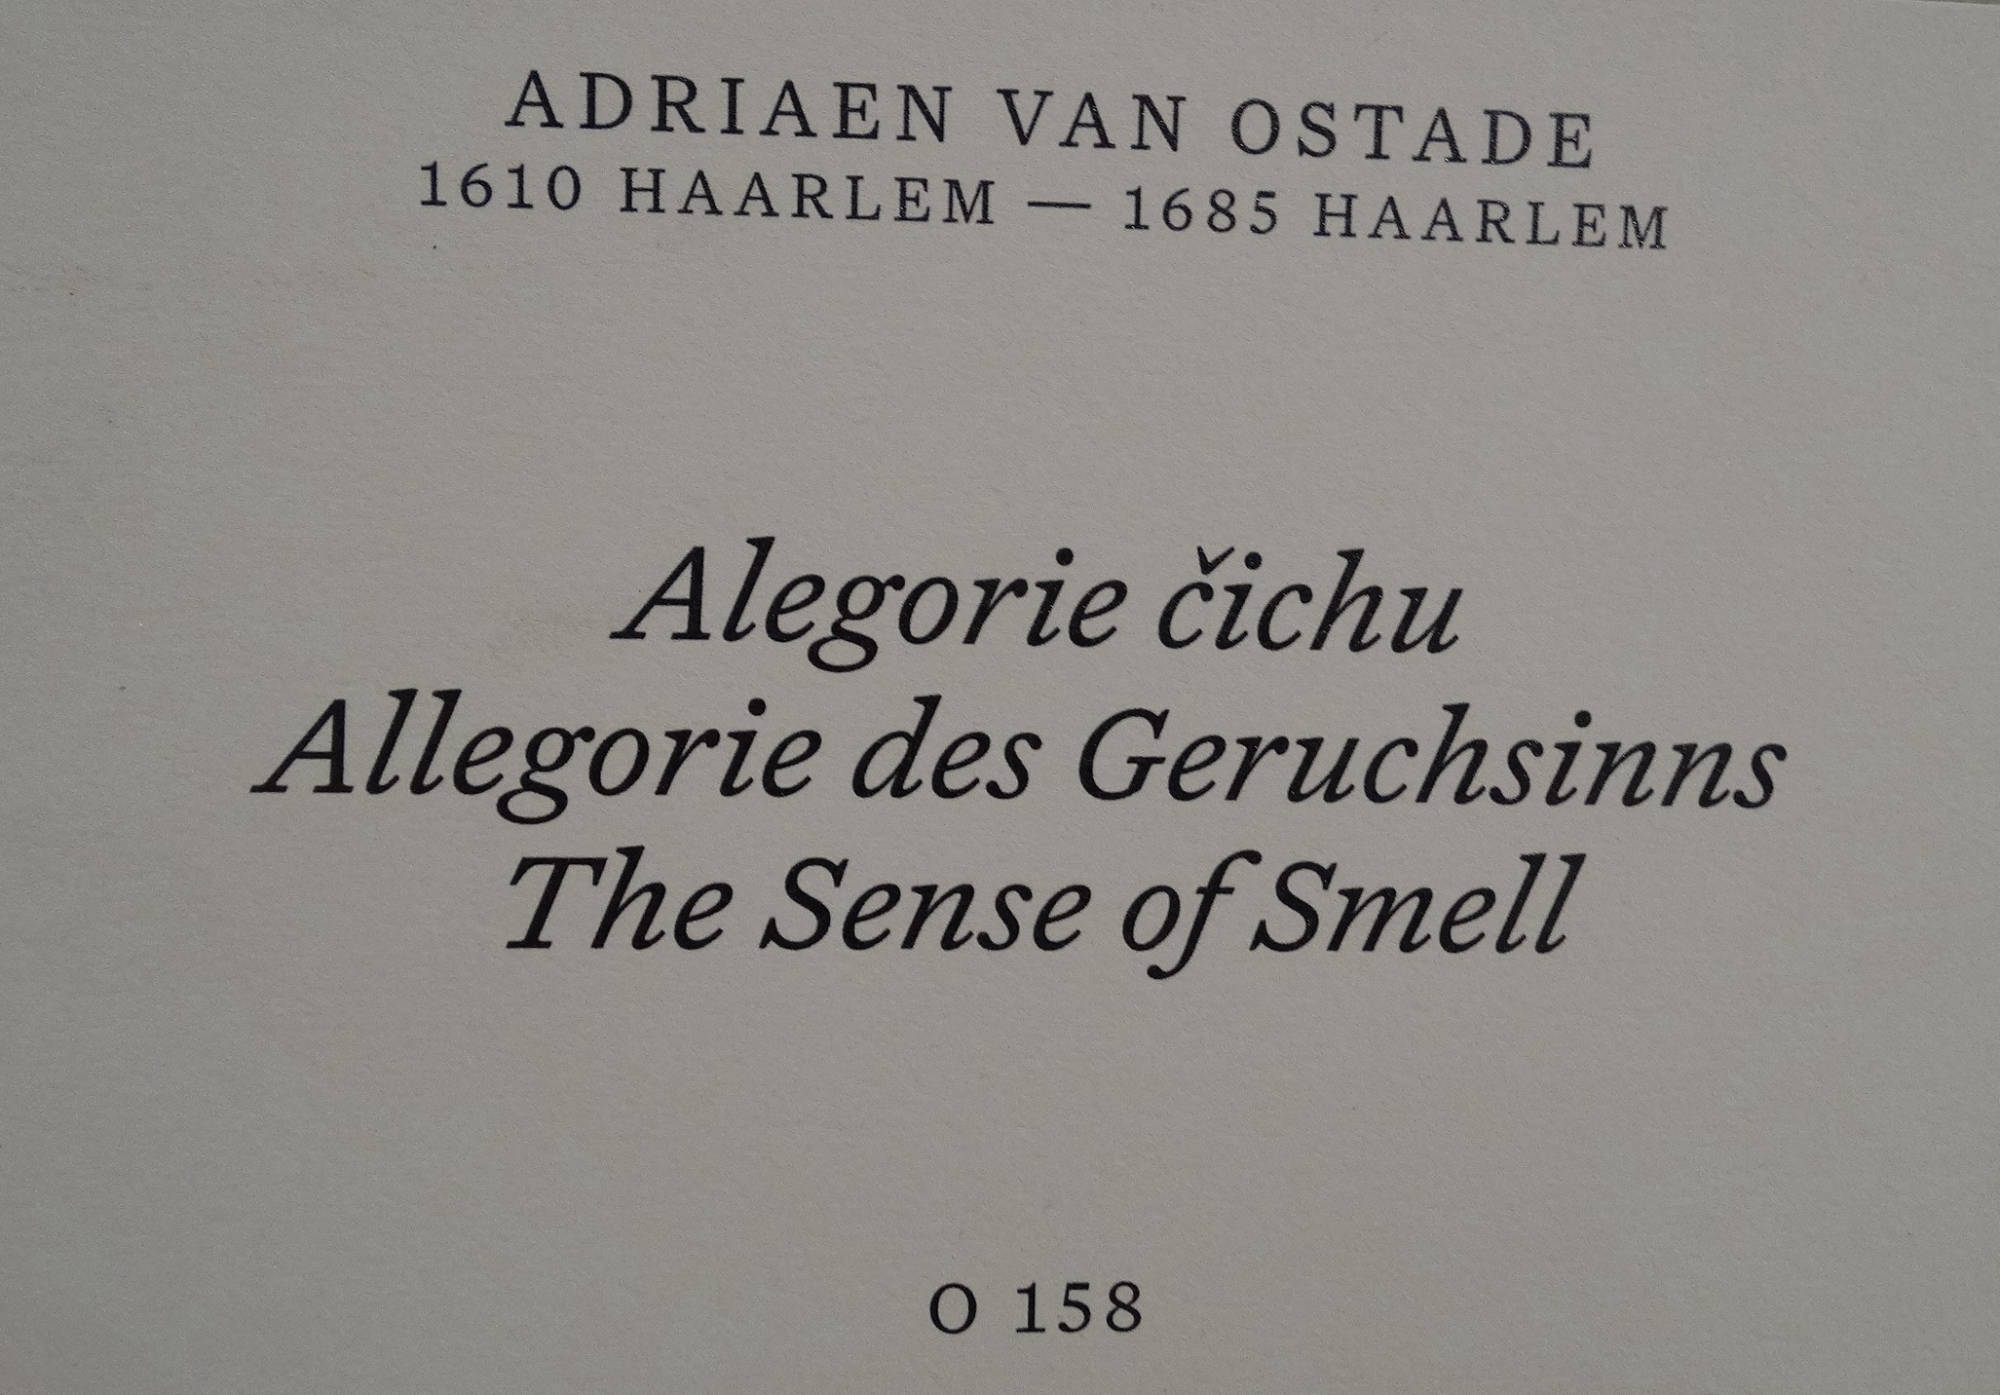 ADRIAEN VAN OSTADE
1610 HAARLEM — 1685 HAARLEM
Alegorie čichu
Allegorie des Geruchsinns
The Sense of Smell
O 158